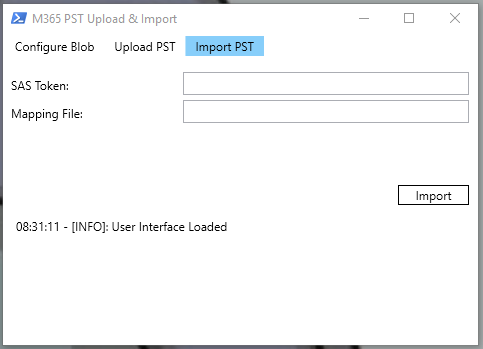 M365 PST Upload & Import
Configure Blob Upload PST Import PST
SAS Token:
Mapping File:
Import
08:31:11 - [INFO]: User Interface Loaded